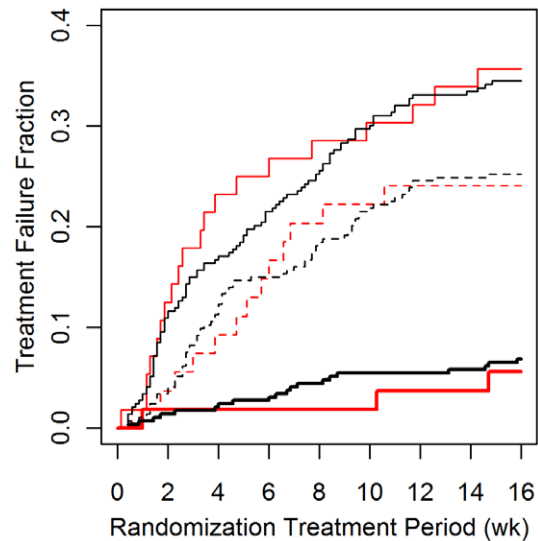 Treatment Failure Fraction
0.4
0.3
0.2
0.1
0.0
0 2 4 6 8 10 12 14 16
Randomization Treatment Period (wk)